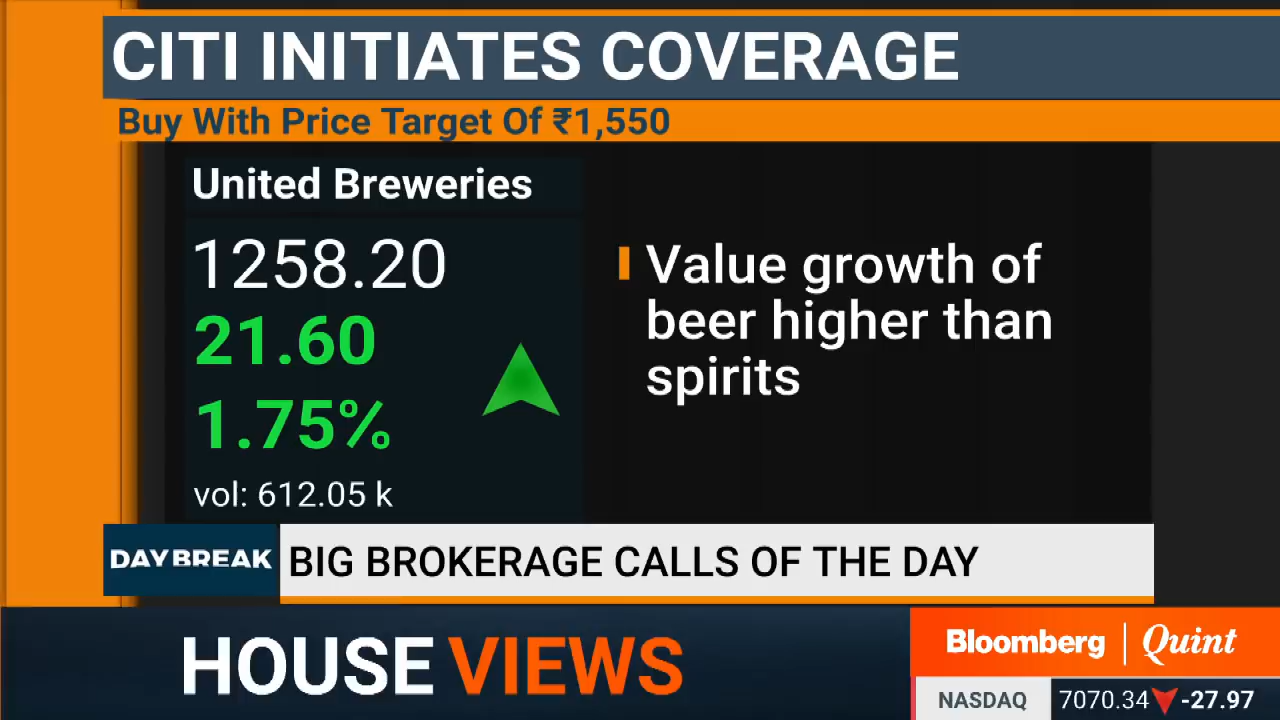 CITI INITIATES COVERAGE
Buy With Price Target Of ₹1,550
United Breweries
1258.20
21.60
1.75%
vol: 612.05 k
Value growth of
beer higher than
spirits
DAYBREAK
BIG BROKERAGE CALLS OF THE DAY
HOUSE VIEWS
Bloomberg | Quint
NASDAQ 7070.34 -27.97